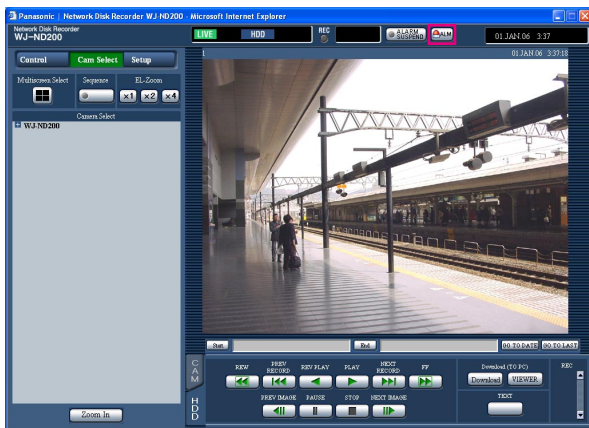 Panasonic | Network Disk Recorder WJ-ND200 - Microsoft Internet Explorer
Network Disk Recorder
WJ-ND200
LIVE HDD REC ALARM SUSPEND ALM 01.JAN.06 3:37
Control Cam Select Setup
1 01.JAN.06 3:37:18
Multiscreen Select Sequence EL-Zoom
x1 x2 x4
Camera Select
WJ-ND200
Start End GO TO DATE GO TO LAST
CAM
REW PREV RECORD REV PLAY PLAY NEXT RECORD FF
Download (TO PC) REC
Download VIEWER
HDD
PREV IMAGE PAUSE STOP NEXT IMAGE
TEXT
Zoom In